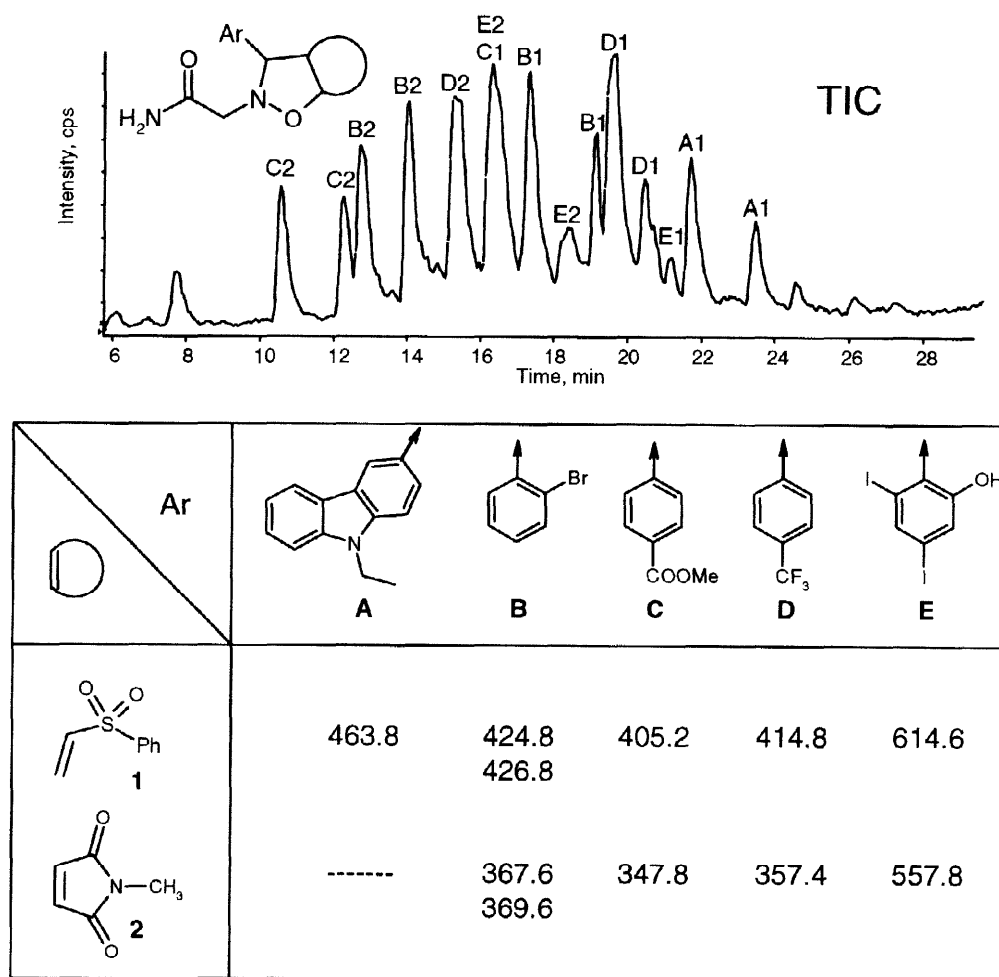 E2
D1
Ar
C1
B1
D2
B2
TIC
O
H₂N
N
O
B2
B1
A1
C2
C2
D1
E2
E1
A1
Intensity, cps
6 8 10 12 14 16 18 20 22 24 26 28
Time, min
Ar
N
A
Br
B
COOMe
C
CF₃
D
I
OH
I
E
O
O
S
Ph
1
463.8
424.8
426.8
405.2
414.8
614.6
O
N
CH₃
O
2
------
367.6
369.6
347.8
357.4
557.8